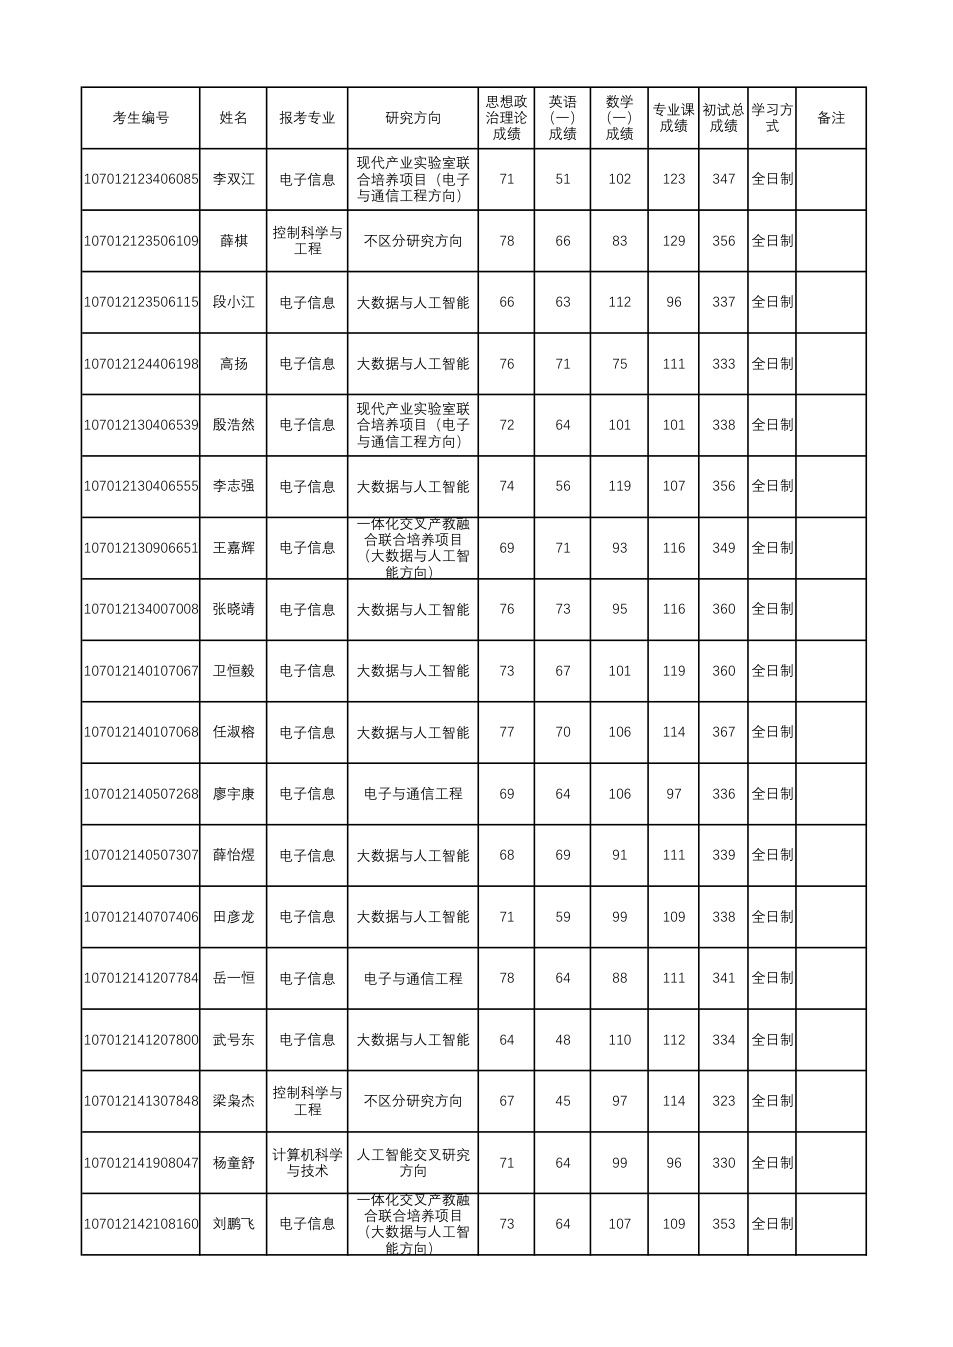 考生编号 姓名 报考专业 研究方向 思想政治理论成绩 英语(一)成绩 数学(一)成绩 专业课成绩 初试总成绩 学习方式 备注
107012123406085 李双江 电子信息 现代产业实验室联合培养项目（电子与通信工程方向） 71 51 102 123 347 全日制
107012123506109 薛棋 控制科学与工程 不区分研究方向 78 66 83 129 356 全日制
107012123506115 段小江 电子信息 大数据与人工智能 66 63 112 96 337 全日制
107012124406198 高扬 电子信息 大数据与人工智能 76 71 75 111 333 全日制
107012130406539 殷浩然 电子信息 现代产业实验室联合培养项目（电子与通信工程方向） 72 64 101 101 338 全日制
107012130406555 李志强 电子信息 大数据与人工智能 74 56 119 107 356 全日制
107012130906651 王嘉辉 电子信息 一体化交叉产教融合联合培养项目（大数据与人工智能方向） 69 71 93 116 349 全日制
107012134007008 张晓靖 电子信息 大数据与人工智能 76 73 95 116 360 全日制
107012140107067 卫恒毅 电子信息 大数据与人工智能 73 67 101 119 360 全日制
107012140107068 任淑榕 电子信息 大数据与人工智能 77 70 106 114 367 全日制
107012140507268 廖宇康 电子信息 电子与通信工程 69 64 106 97 336 全日制
107012140507307 薛怡煜 电子信息 大数据与人工智能 68 69 91 111 339 全日制
107012140707406 田彦龙 电子信息 大数据与人工智能 71 59 99 109 338 全日制
107012141207784 岳一恒 电子信息 电子与通信工程 78 64 88 111 341 全日制
107012141207800 武号东 电子信息 大数据与人工智能 64 48 110 112 334 全日制
107012141307848 梁枭杰 控制科学与工程 不区分研究方向 67 45 97 114 323 全日制
107012141908047 杨童舒 计算机科学与技术 人工智能交叉研究方向 71 64 99 96 330 全日制
107012142108160 刘鹏飞 电子信息 一体化交叉产教融合联合培养项目（大数据与人工智能方向） 73 64 107 109 353 全日制